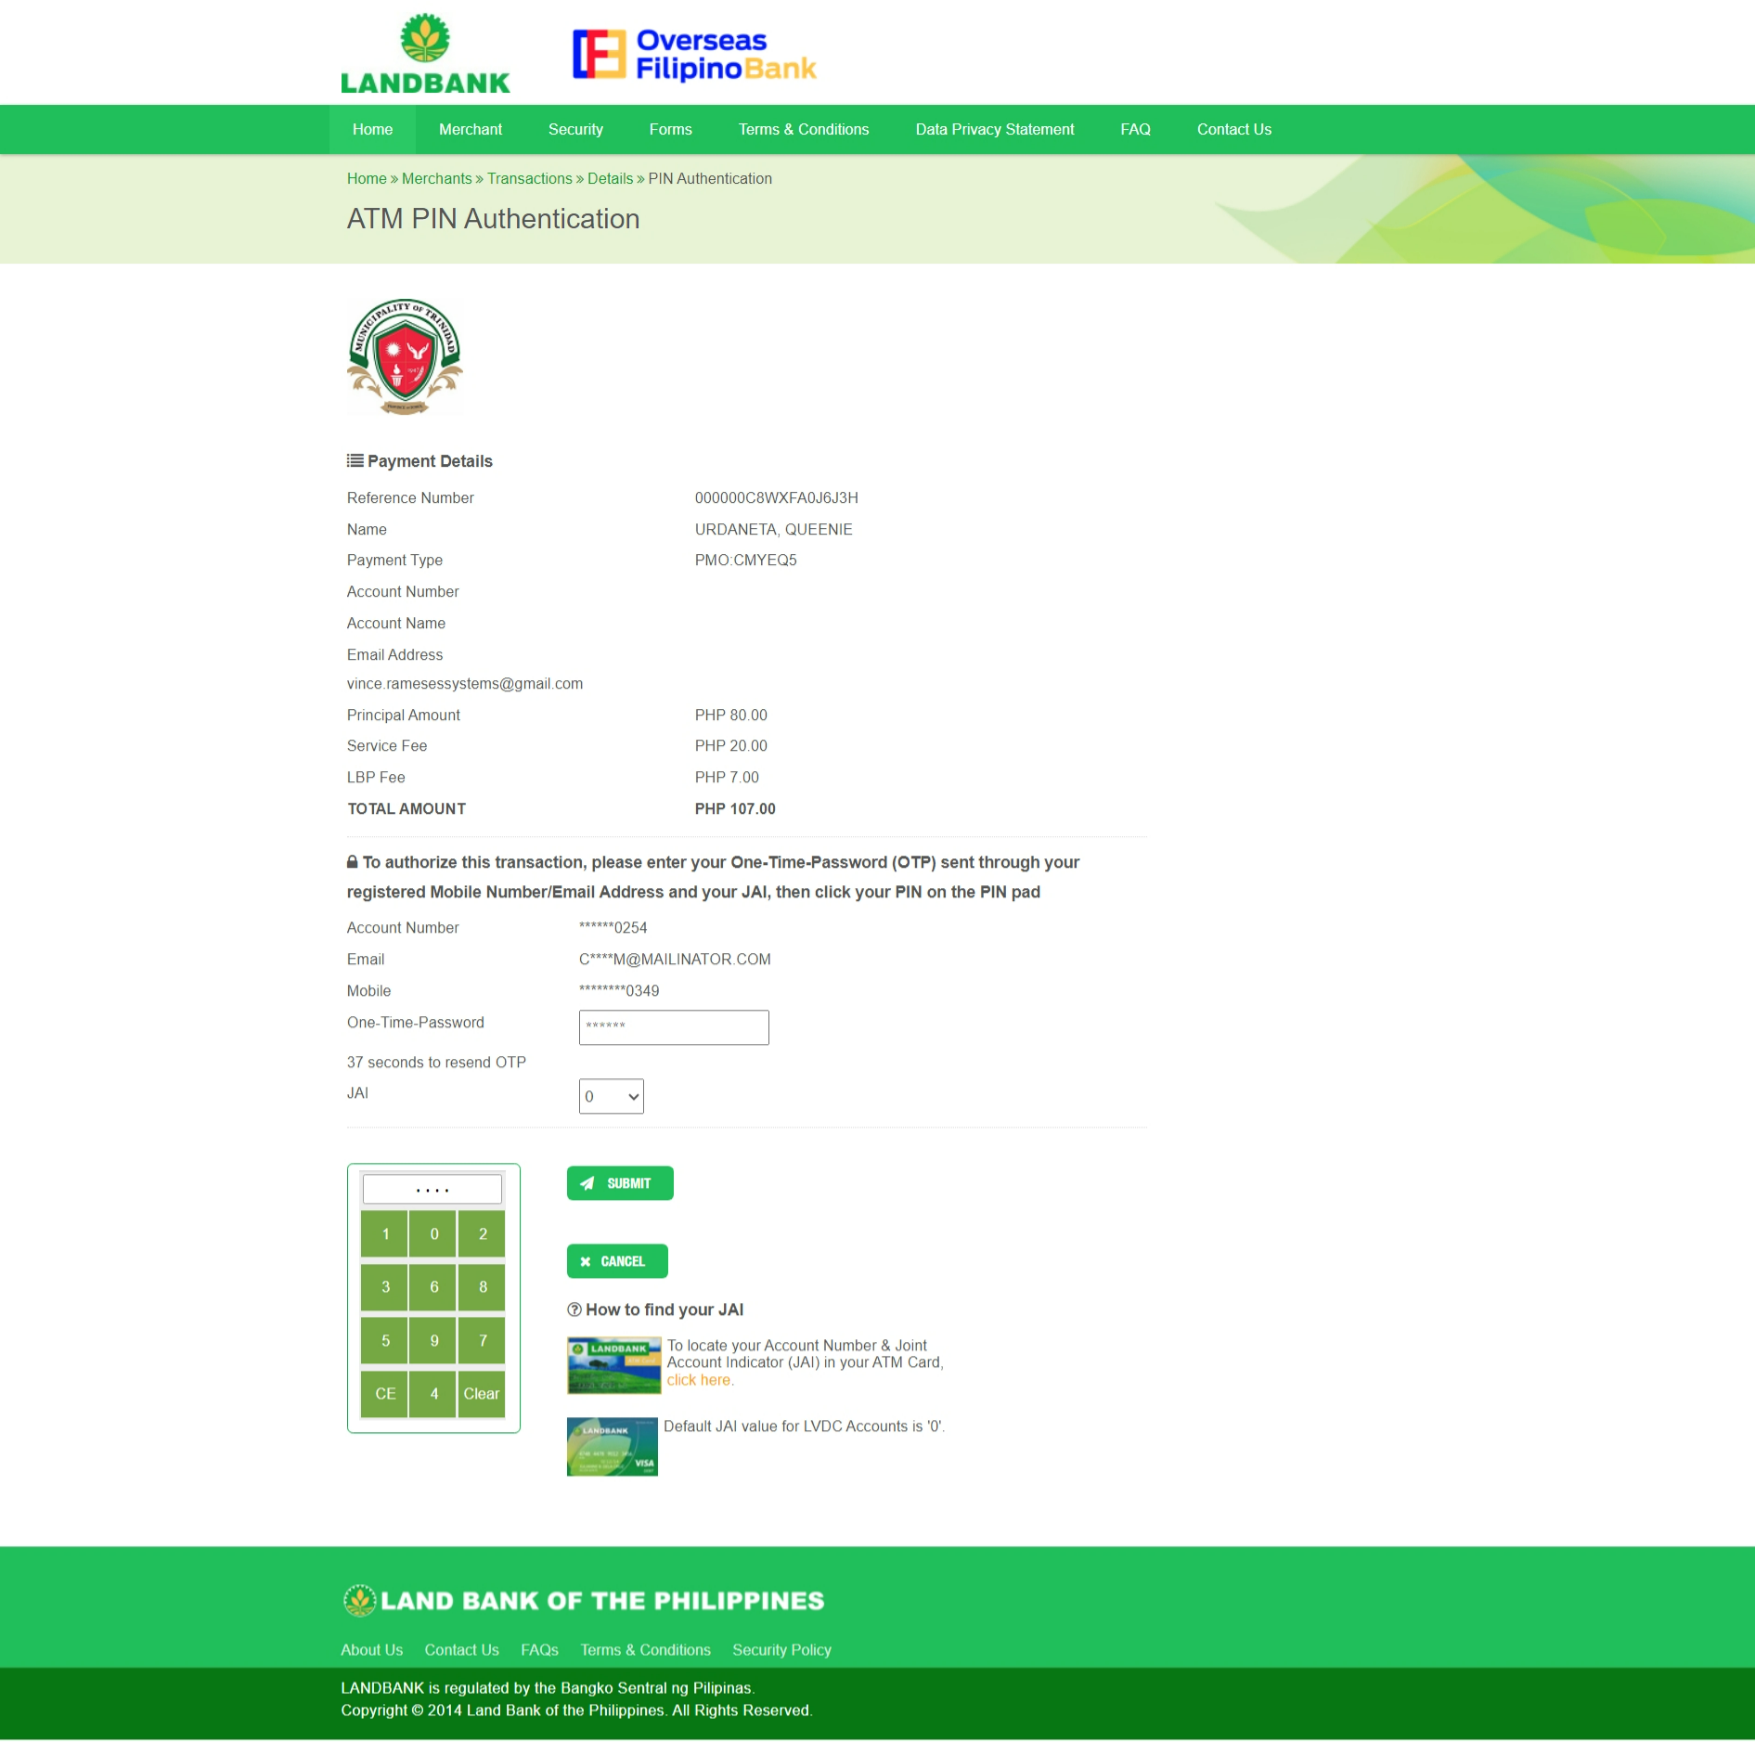 LANDBANK
Overseas
FilipinoBank
Home Merchant Security Forms Terms & Conditions Data Privacy Statement FAQ Contact Us
Home » Merchants » Transactions » Details » PIN Authentication
ATM PIN Authentication
MUNICIPALITY OF TRINIDAD
Payment Details
Reference Number 000000C8WXFA0J6J3H
Name URDANETA, QUEENIE
Payment Type PMO:CMYEQ5
Account Number
Account Name
Email Address
vince.ramesessystems@gmail.com
Principal Amount PHP 80.00
Service Fee PHP 20.00
LBP Fee PHP 7.00
TOTAL AMOUNT PHP 107.00
To authorize this transaction, please enter your One-Time-Password (OTP) sent through your
registered Mobile Number/Email Address and your JAI, then click your PIN on the PIN pad
Account Number ******0254
Email C****M@MAILINATOR.COM
Mobile ********0349
One-Time-Password ******
37 seconds to resend OTP
JAI 0
....
1 0 2
3 6 8
5 9 7
CE 4 Clear
SUBMIT
CANCEL
How to find your JAI
LANDBANK
To locate your Account Number & Joint
Account Indicator (JAI) in your ATM Card,
click here.
LANDBANK
VISA
Default JAI value for LVDC Accounts is '0'.
LAND BANK OF THE PHILIPPINES
About Us Contact Us FAQs Terms & Conditions Security Policy
LANDBANK is regulated by the Bangko Sentral ng Pilipinas.
Copyright © 2014 Land Bank of the Philippines. All Rights Reserved.